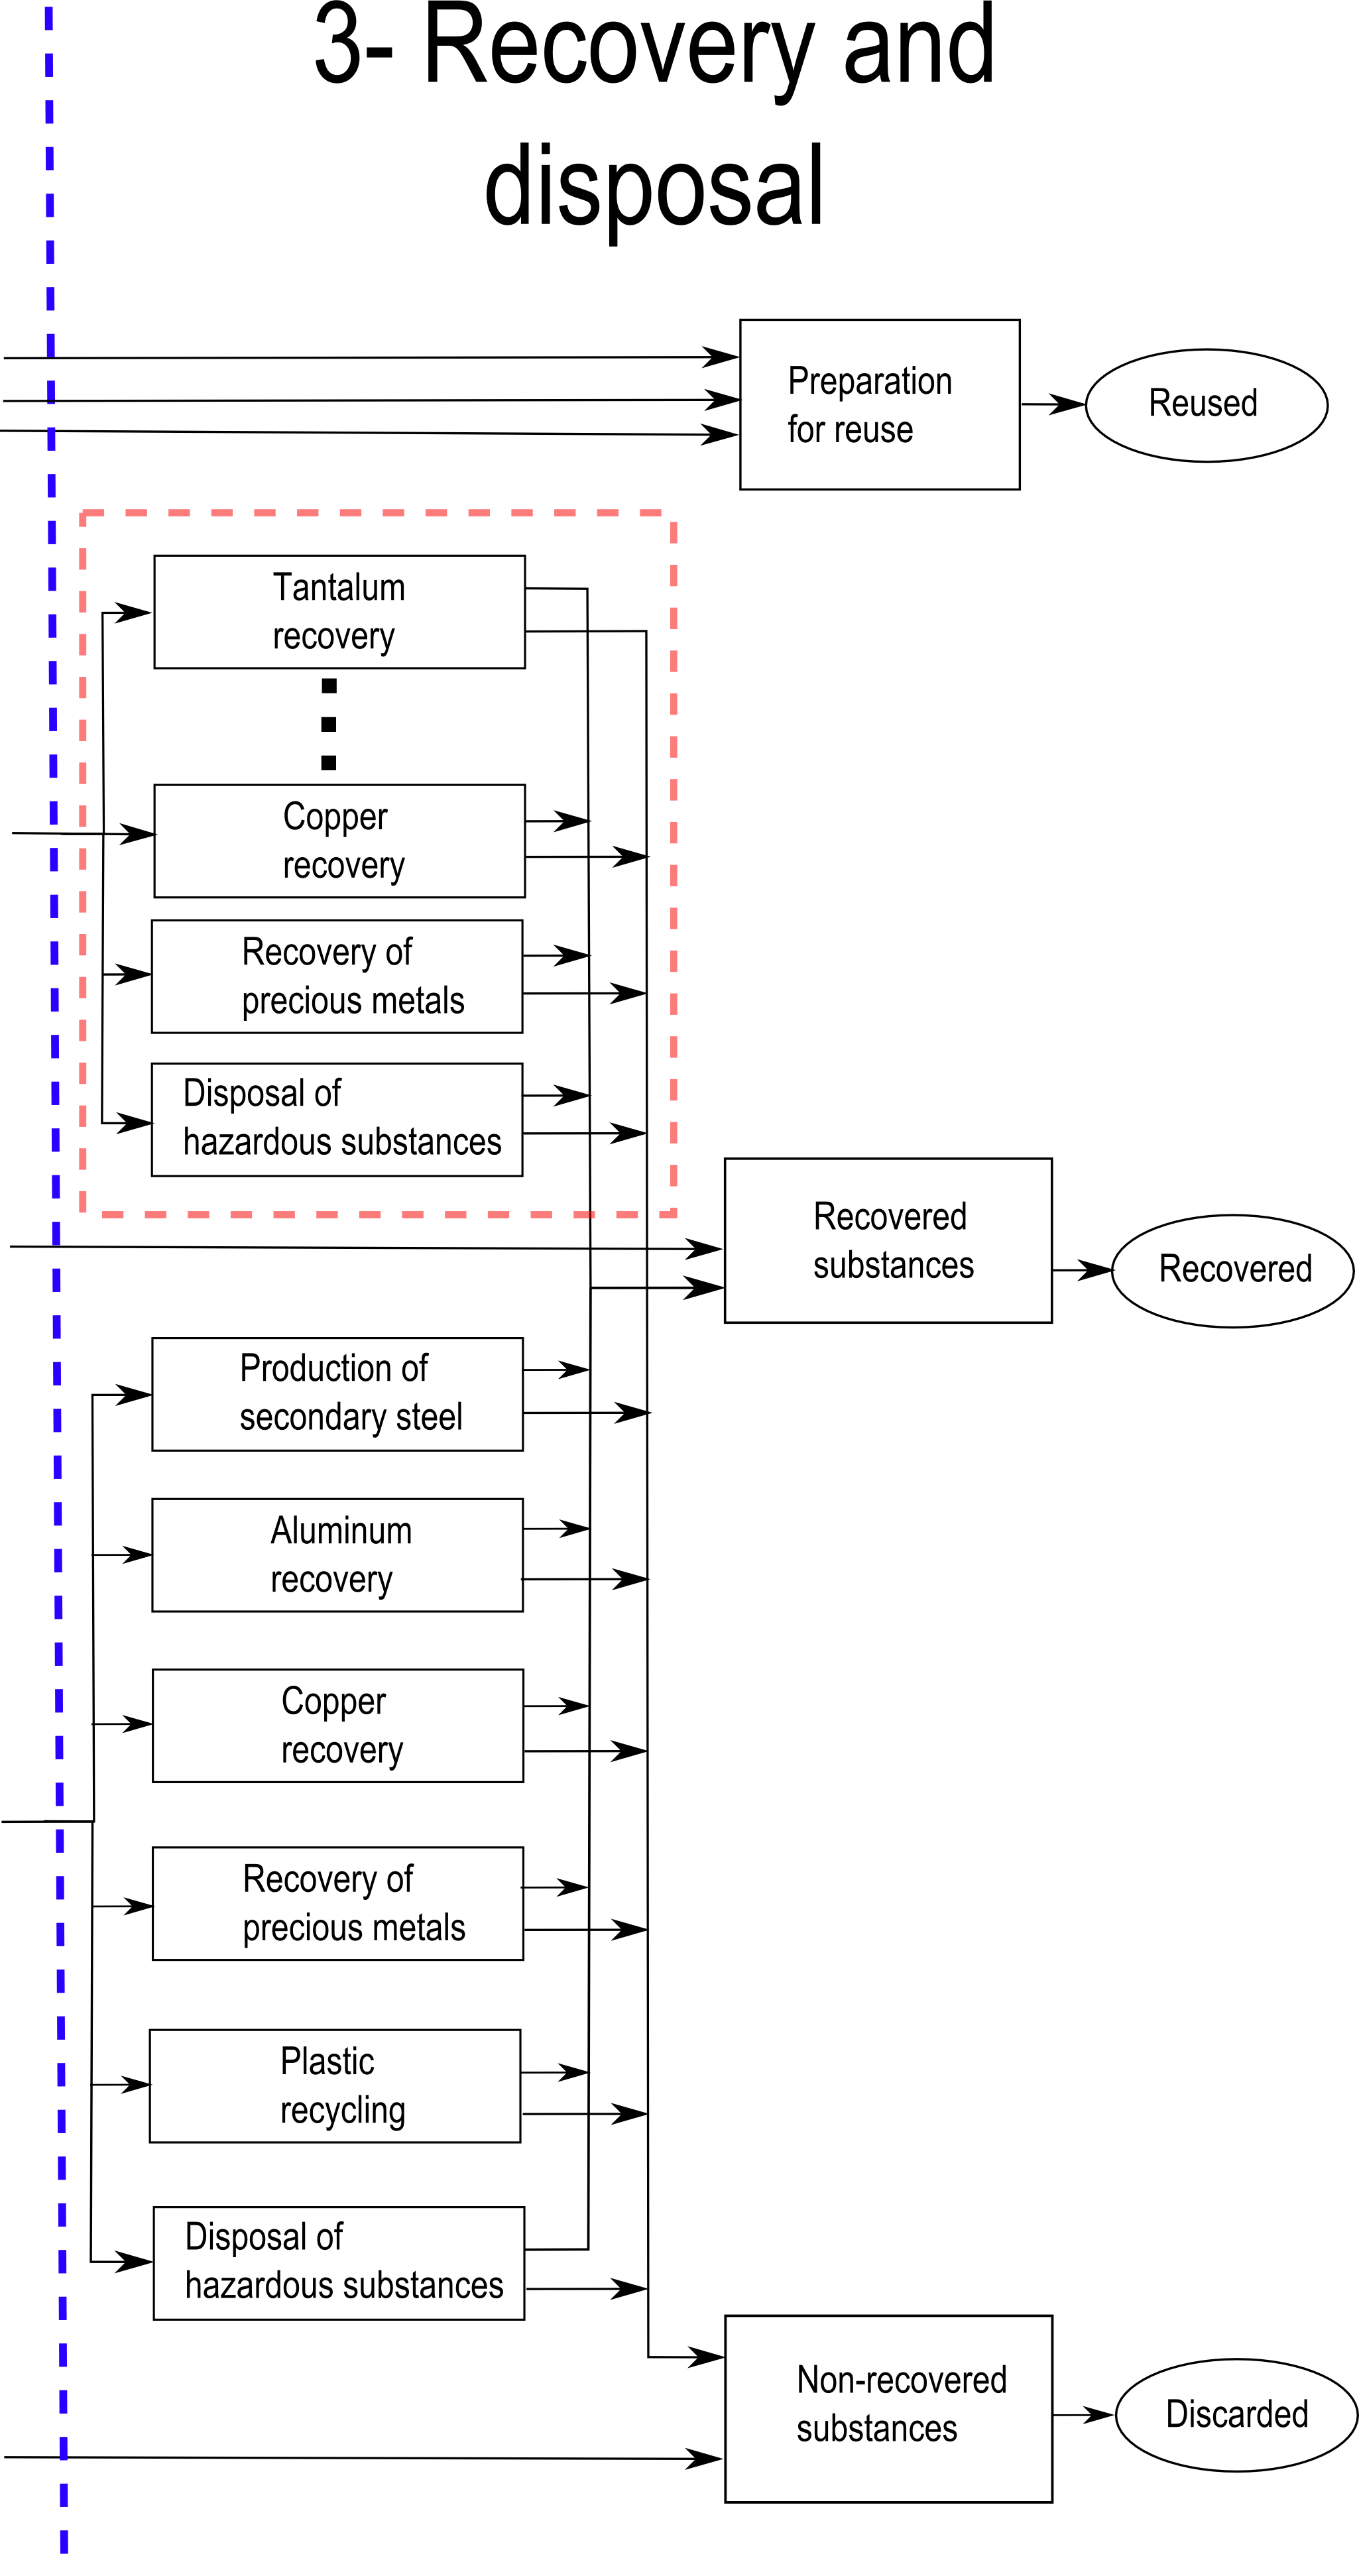 3- Recovery and
disposal
Preparation
for reuse
Reused
Tantalum
recovery
Copper
recovery
Recovery of
precious metals
Disposal of
hazardous substances
Recovered
substances
Recovered
Production of
secondary steel
Aluminum
recovery
Copper
recovery
Recovery of
precious metals
Plastic
recycling
Disposal of
hazardous substances
Non-recovered
substances
Discarded